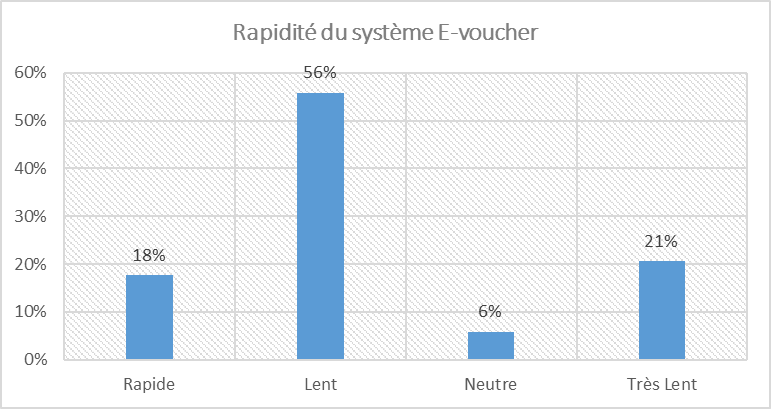 Rapidité du système E-voucher
60%
50%
40%
30%
20%
10%
0%
18%
56%
6%
21%
Rapide
Lent
Neutre
Très Lent